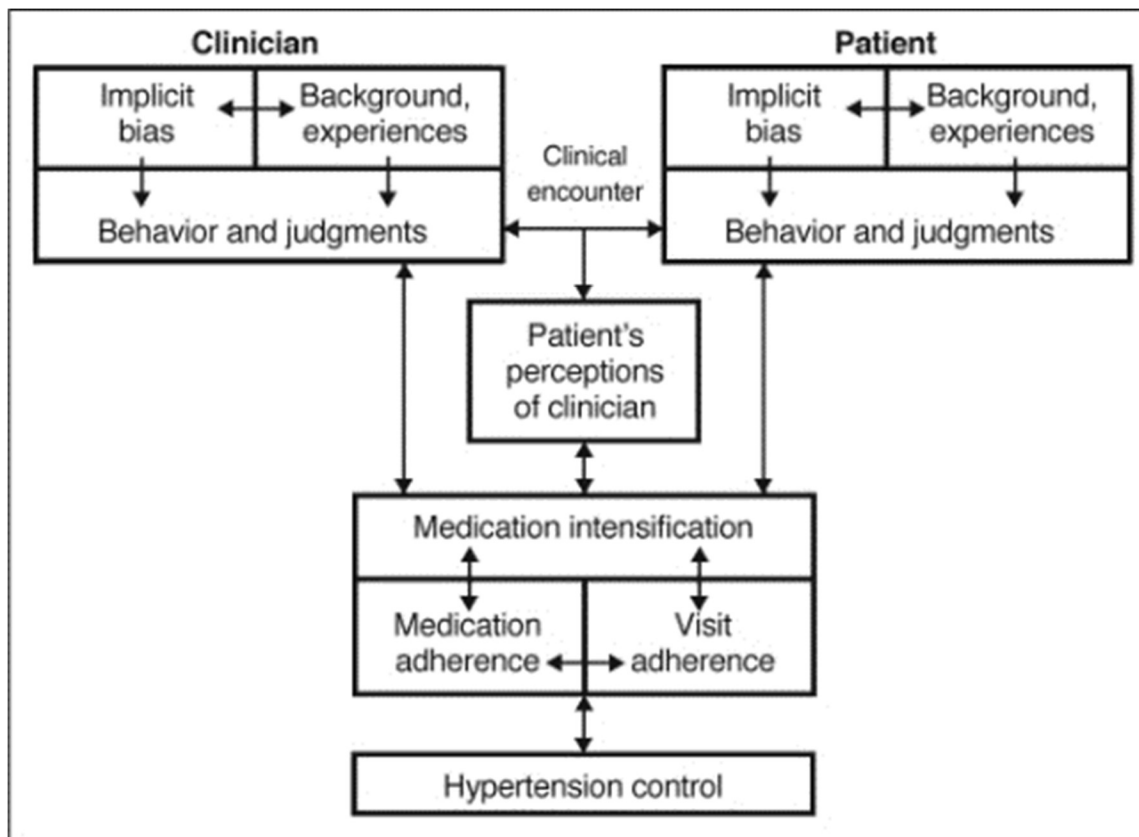 Clinician
Implicit
bias
Background,
experiences
Behavior and judgments
Clinical
encounter
Patient
Implicit
bias
Background,
experiences
Behavior and judgments
Patient's
perceptions
of clinician
Medication intensification
Medication
adherence
Visit
adherence
Hypertension control